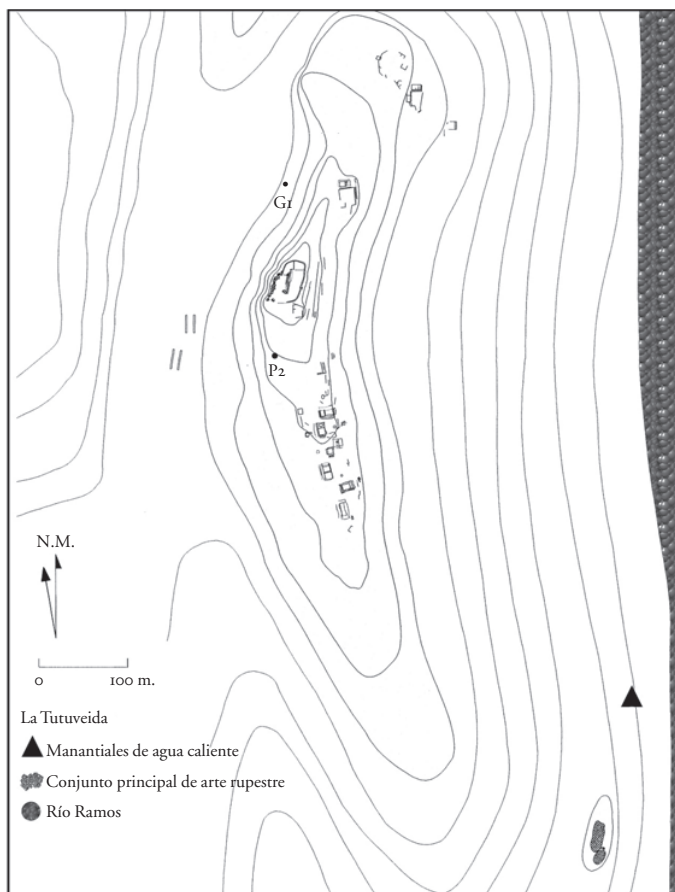 G1
P2
N.M.
0 100 m.
La Tutuveida
Manantiales de agua caliente
Conjunto principal de arte rupestre
Río Ramos